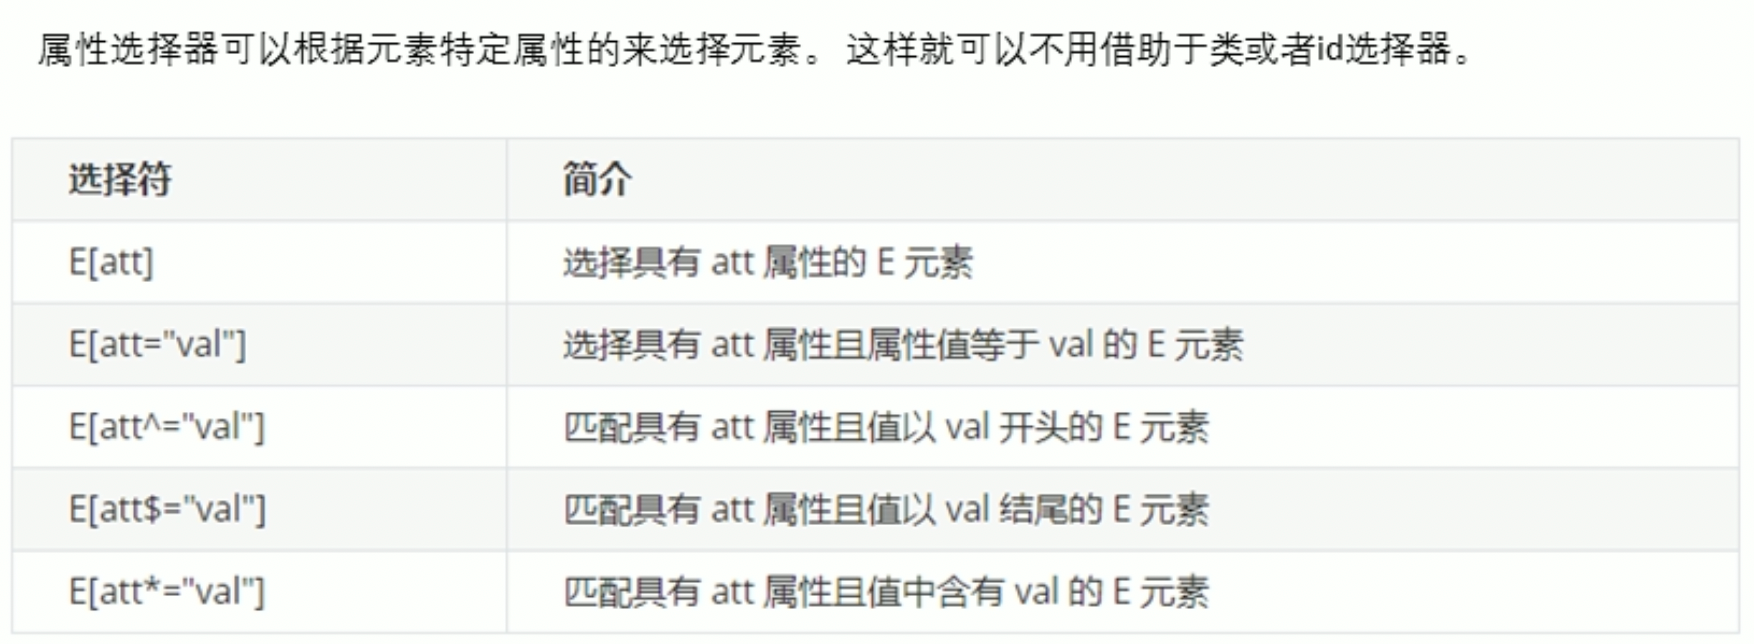 属性选择器可以根据元素特定属性的来选择元素。 这样就可以不用借助于类或者id选择器。
选择符 简介
E[att] 选择具有 att 属性的 E 元素
E[att="val"] 选择具有 att 属性且属性值等于 val 的 E 元素
E[att^="val"] 匹配具有 att 属性且值以 val 开头的 E 元素
E[att$="val"] 匹配具有 att 属性且值以 val 结尾的 E 元素
E[att*="val"] 匹配具有 att 属性且值中含有 val 的 E 元素